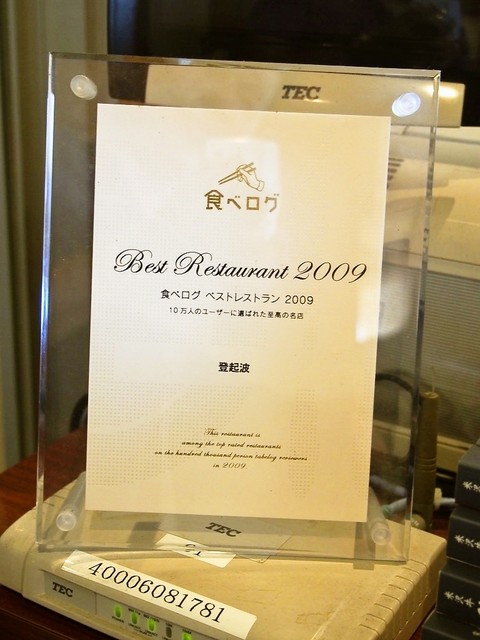 TEC
食べログ
Best Restaurant 2009
食べログ ベストレストラン 2009
10万人のユーザーに選ばれた至高の名店
登起波
This restaurant is
among the top rated restaurants
on the hundred thousand person tabelog reviewers
in 2009
TEC
TEC
40006081781